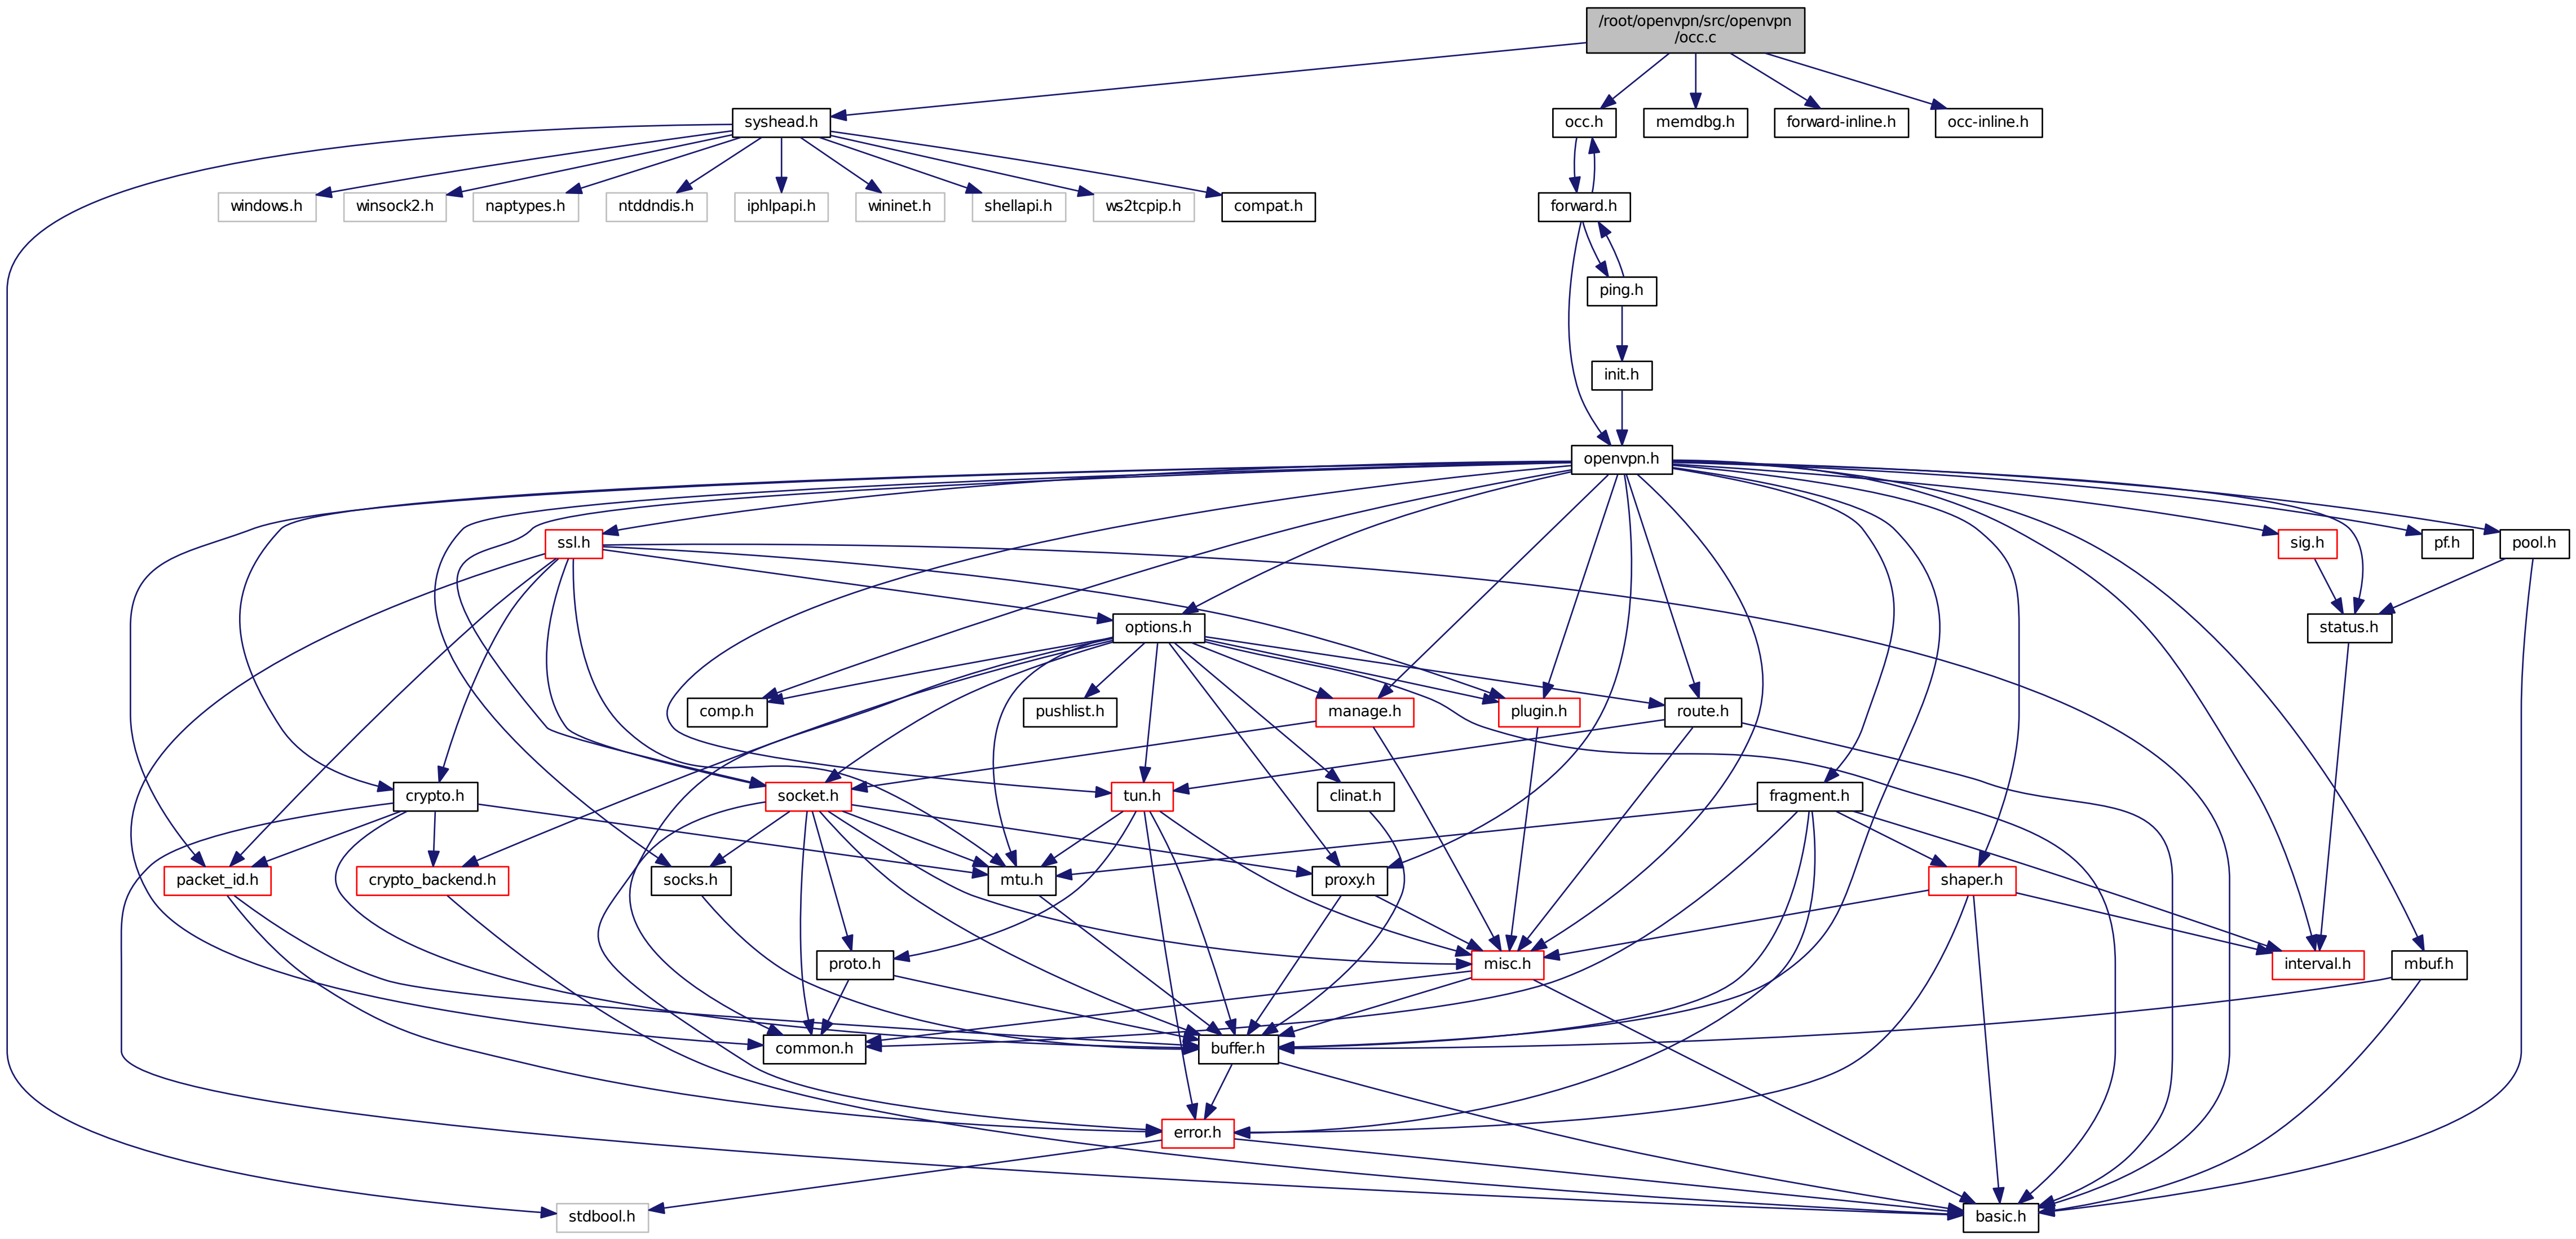 /root/openvpn/src/openvpn
/occ.c
syshead.h
occ.h
memdbg.h
forward-inline.h
occ-inline.h
windows.h
winsock2.h
naptypes.h
ntddndis.h
iphlpapi.h
wininet.h
shellapi.h
ws2tcpip.h
compat.h
forward.h
ping.h
init.h
openvpn.h
ssl.h
sig.h
pf.h
pool.h
options.h
status.h
comp.h
pushlist.h
manage.h
plugin.h
route.h
crypto.h
socket.h
tun.h
clinat.h
fragment.h
packet_id.h
crypto_backend.h
socks.h
mtu.h
proxy.h
shaper.h
proto.h
misc.h
interval.h
mbuf.h
common.h
buffer.h
error.h
stdbool.h
basic.h